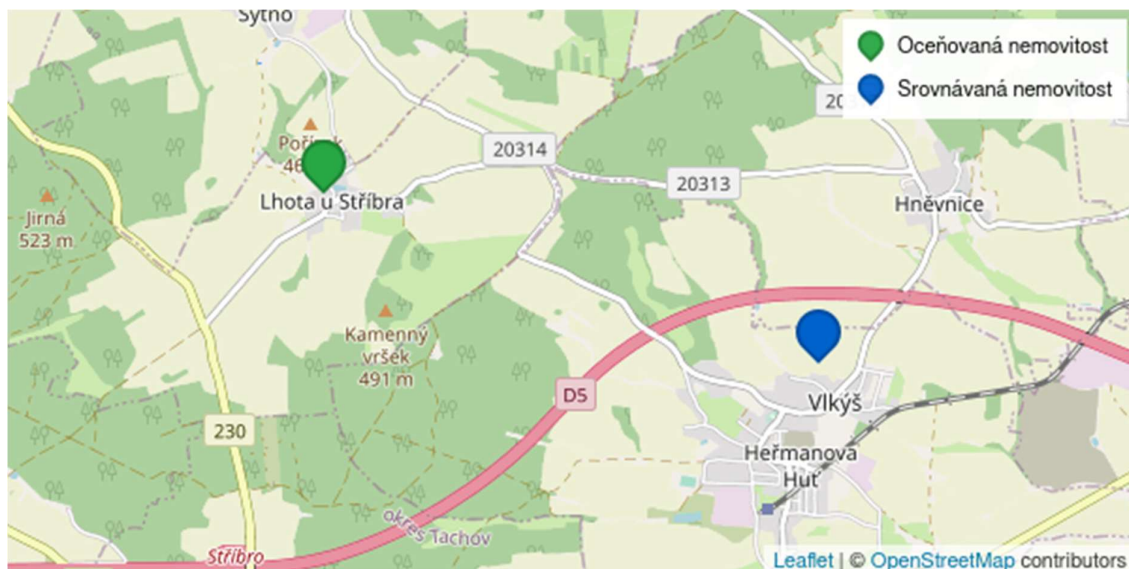 Sytno
Oceňovaná nemovitost
Srovnávaná nemovitost
20314
20313
Lhota u Stříbra
Jirná
523 m
Hněvnice
Kamenný
vršek
491 m
D5
230
Vlkýš
Heřmanova
Huť
okres Tachov
Stříbro
Leaflet | © OpenStreetMap contributors